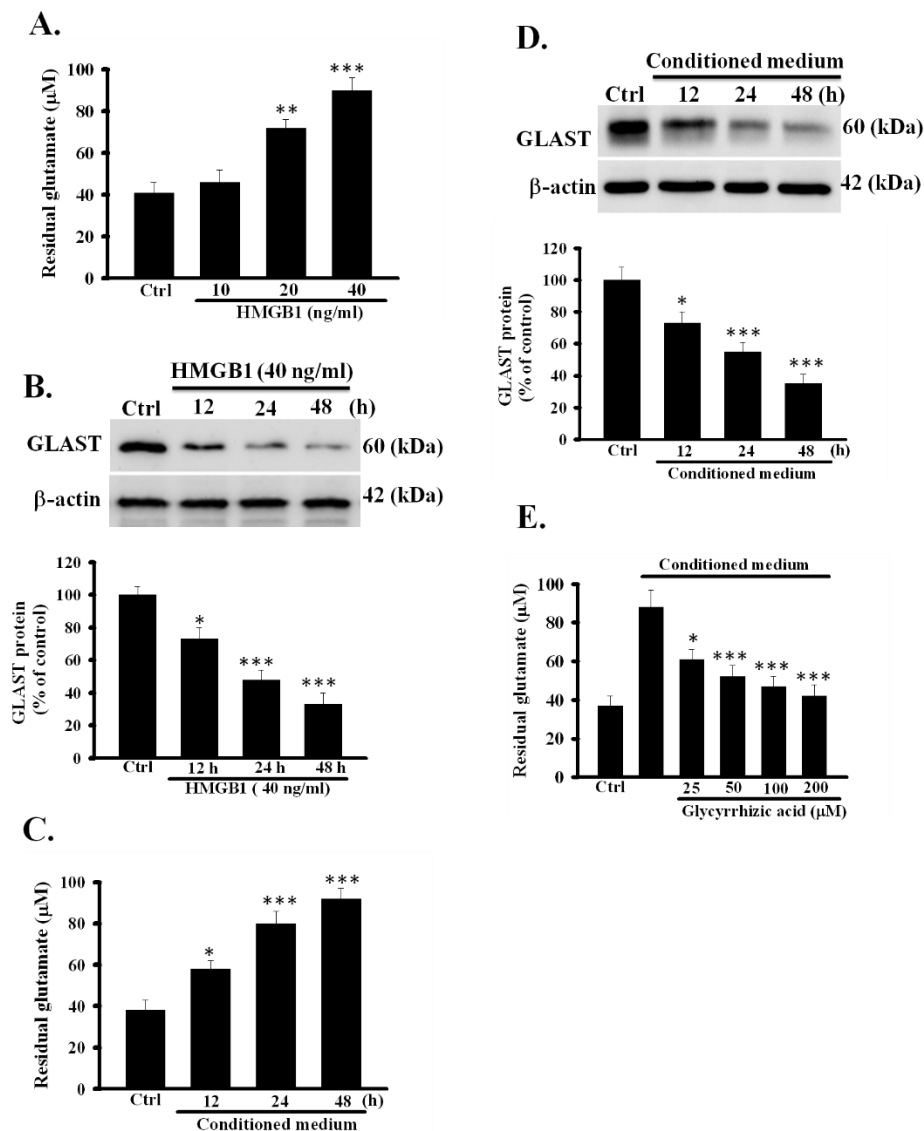 A.
Residual glutamate (μM)
100
80
60
40
20
0
**
***
Ctrl 10 20 40
HMGB1 (ng/ml)
B.
HMGB1 (40 ng/ml)
Ctrl 12 24 48 (h)
GLAST 60 (kDa)
β-actin 42 (kDa)
GLAST protein
(% of control)
120
100
80
60
40
20
0
*
***
***
Ctrl 12 h 24 h 48 h
HMGB1 ( 40 ng/ml)
C.
Residual glutamate (μM)
100
80
60
40
20
0
*
***
***
Ctrl 12 24 48 (h)
Conditioned medium
D.
Conditioned medium
Ctrl 12 24 48 (h)
GLAST 60 (kDa)
β-actin 42 (kDa)
GLAST protein
(% of control)
120
100
80
60
40
20
0
*
***
***
Ctrl 12 24 48 (h)
Conditioned medium
E.
Conditioned medium
Residual glutamate (μM)
100
80
60
40
20
0
*
***
***
***
Ctrl 25 50 100 200
Glycyrrhizic acid (μM)